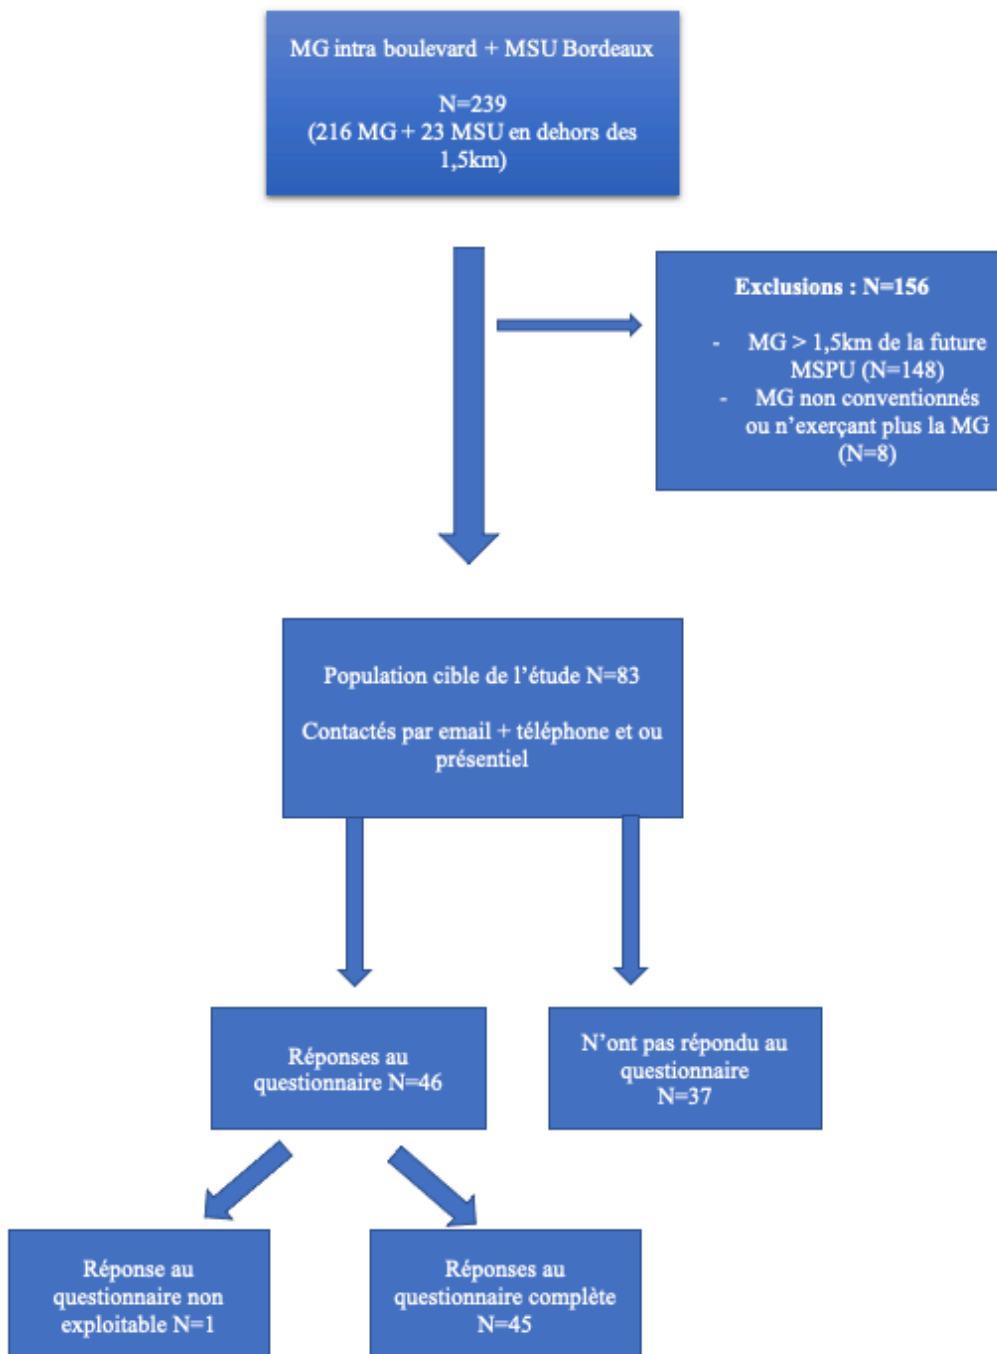 MG intra boulevard + MSU Bordeaux
N=239
(216 MG + 23 MSU en dehors des
1,5km)
Exclusions : N=156
- MG > 1,5km de la future
MSPU (N=148)
- MG non conventionnés
ou n’exerçant plus la MG
(N=8)
Population cible de l’étude N=83
Contactés par email + téléphone et ou
présentiel
Réponses au
questionnaire N=46
N’ont pas répondu au
questionnaire
N=37
Réponse au
questionnaire non
exploitable N=1
Réponses au
questionnaire complète
N=45